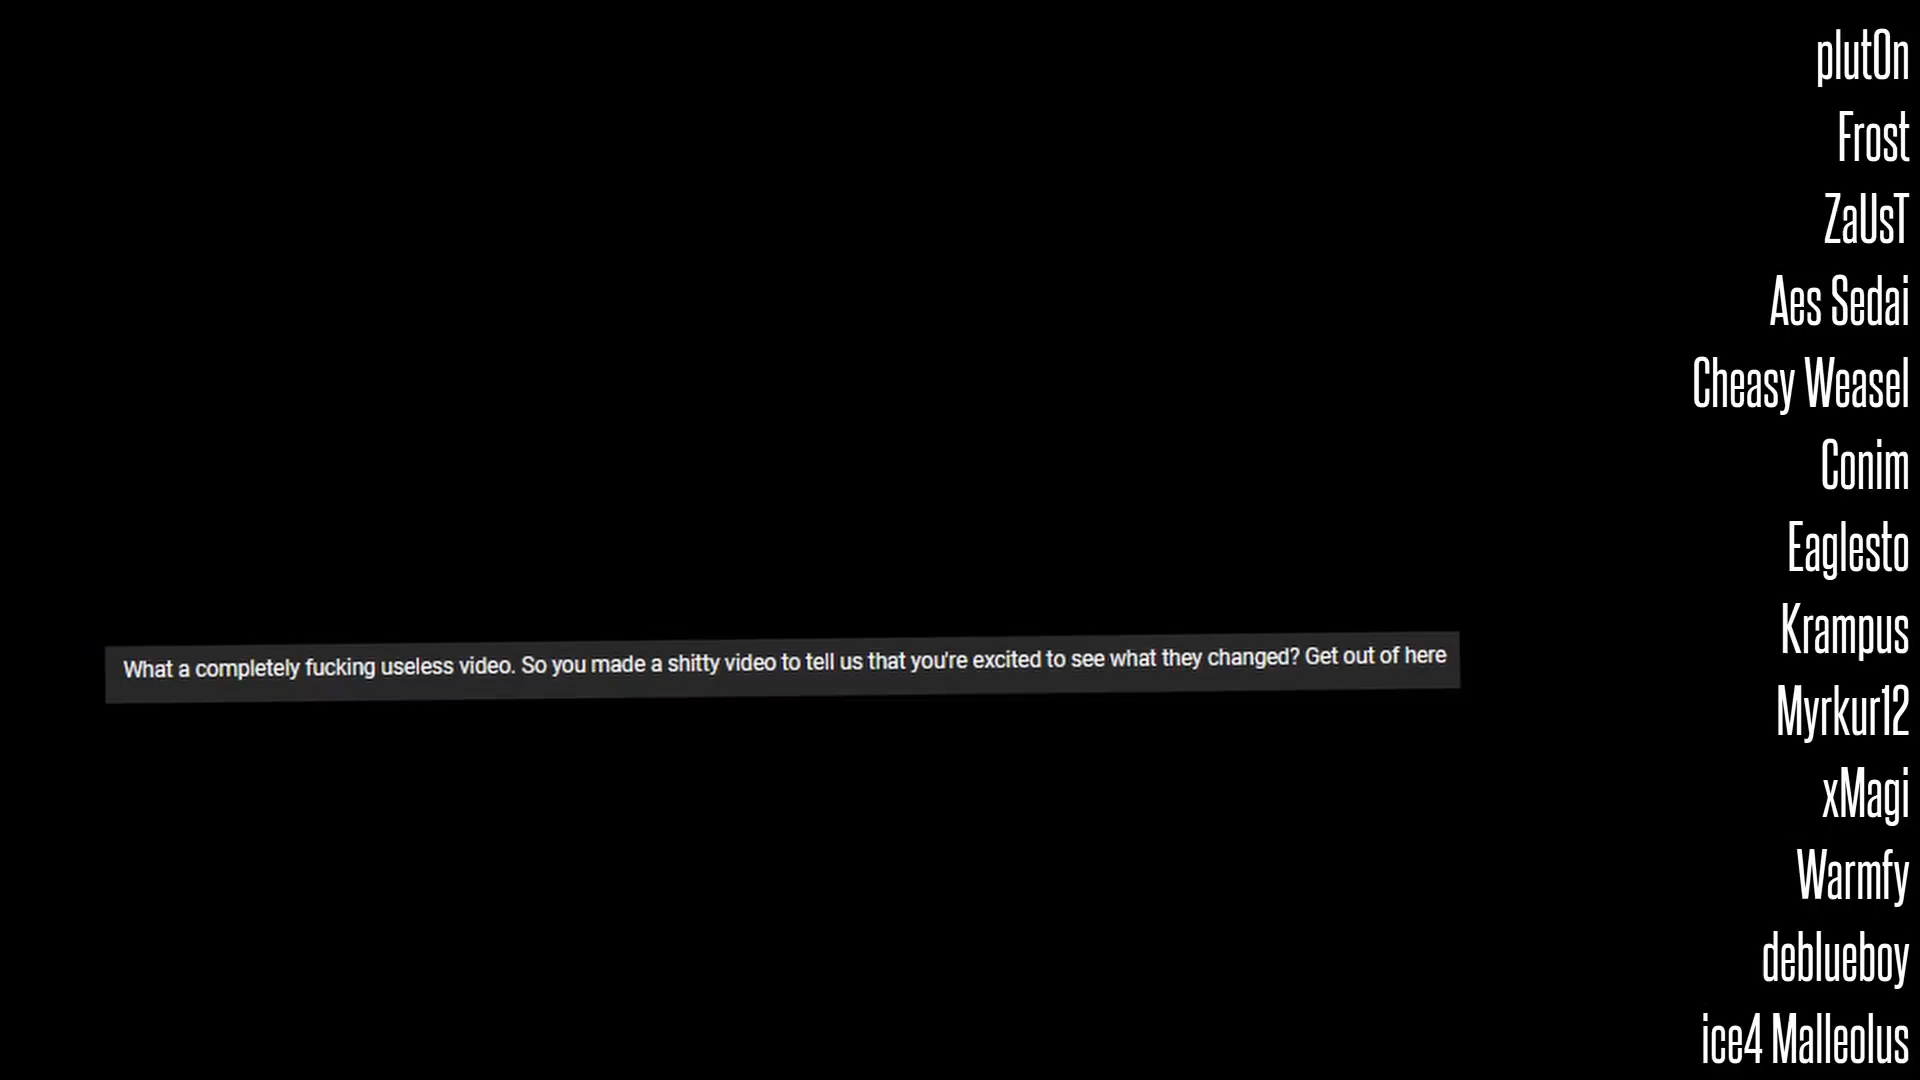 plut0n
Frost
ZaUsT
Aes Sedai
Cheasy Weasel
Conim
Eaglesto
Krampus
What a completely fucking useless video. So you made a shitty video to tell us that you're excited to see what they changed? Get out of here
Myrkur12
xMagi
Warmfy
deblueboy
ice4 Malleolus